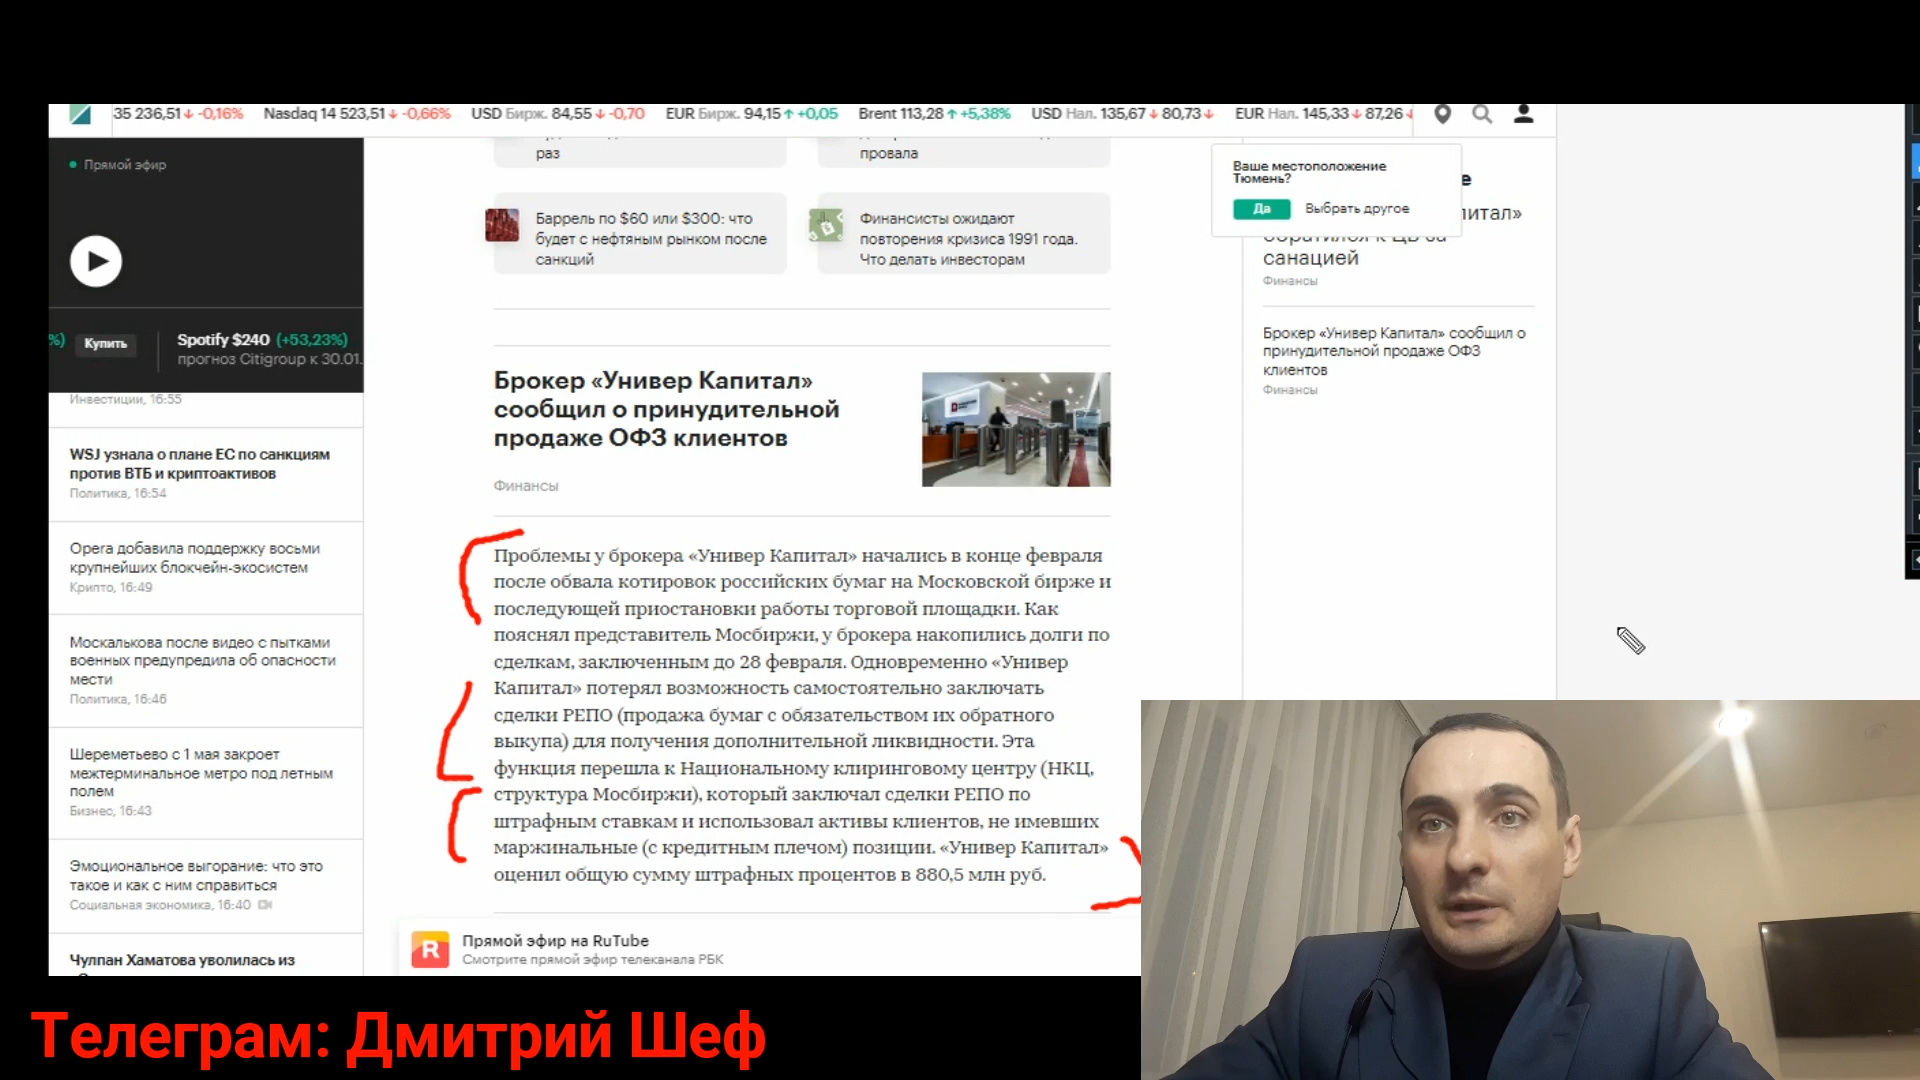 35 236,51 -0,16% Nasdaq 14 523,51 -0,66% USD Бирж. 84,55 -0,70 EUR Бирж. 94,15 +0,05 Brent 113,28 +5,38% USD Нал. 135,67 80,73 EUR Нал. 145,33 87,26
Прямой эфир
%) Купить
Spotify $240 (+53,23%)
прогноз Citigroup к 30.01.
Инвестиции, 16:55
WSJ узнала о плане ЕС по санкциям
против ВТБ и криптоактивов
Политика, 16:54
Opera добавила поддержку восьми
крупнейших блокчейн-экосистем
Крипто, 16:49
Москалькова после видео с пытками
военных предупредила об опасности
мести
Политика, 16:46
Шереметьево с 1 мая закроет
межтерминальное метро под летным
полем
Бизнес, 16:43
Эмоциональное выгорание: что это
такое и как с ним справиться
Социальная экономика, 16:40
Чулпан Хаматова уволилась из
раз
провала
Баррель по $60 или $300: что
будет с нефтяным рынком после
санкций
Финансисты ожидают
повторения кризиса 1991 года.
Что делать инвесторам
Брокер «Универ Капитал»
сообщил о принудительной
продаже ОФЗ клиентов
Финансы
Проблемы у брокера «Универ Капитал» начались в конце февраля
после обвала котировок российских бумаг на Московской бирже и
последующей приостановки работы торговой площадки. Как
пояснял представитель Мосбиржи, у брокера накопились долги по
сделкам, заключенным до 28 февраля. Одновременно «Универ
Капитал» потерял возможность самостоятельно заключать
сделки РЕПО (продажа бумаг с обязательством их обратного
выкупа) для получения дополнительной ликвидности. Эта
функция перешла к Национальному клиринговому центру (НКЦ,
структура Мосбиржи), который заключал сделки РЕПО по
штрафным ставкам и использовал активы клиентов, не имевших
маржинальные (с кредитным плечом) позиции. «Универ Капитал»
оценил общую сумму штрафных процентов в 880,5 млн руб.
R Прямой эфир на RuTube
Смотрите прямой эфир телеканала РБК
Ваше местоположение
Тюмень?
Да Выбрать другое
е
питал»
обратился к ЦБ за
санацией
Финансы
Брокер «Универ Капитал» сообщил о
принудительной продаже ОФЗ
клиентов
Финансы
Телеграм: Дмитрий Шеф